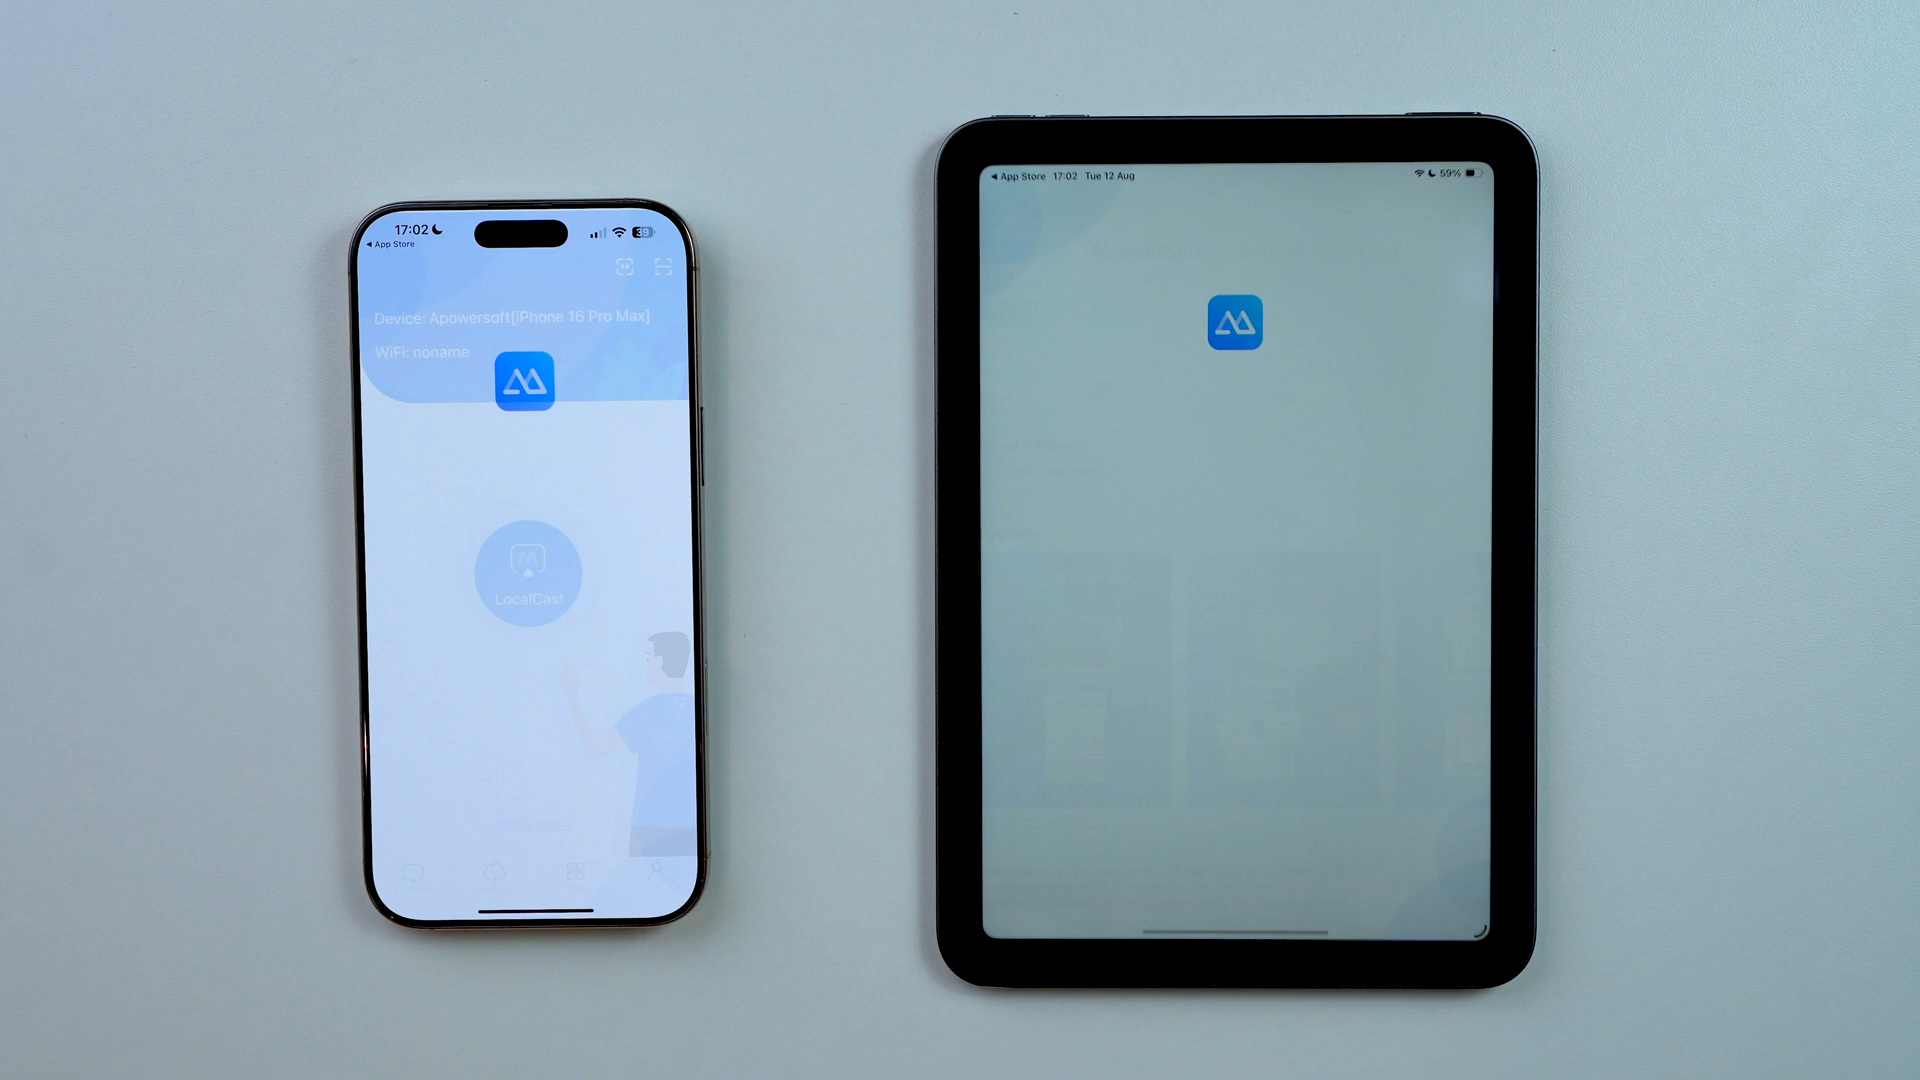 17:02
39
App Store
Device: Apowersoft[iPhone 16 Pro Max]
WiFi: noname
LocalCast
App Store 17:02 Tue 12 Aug
59%